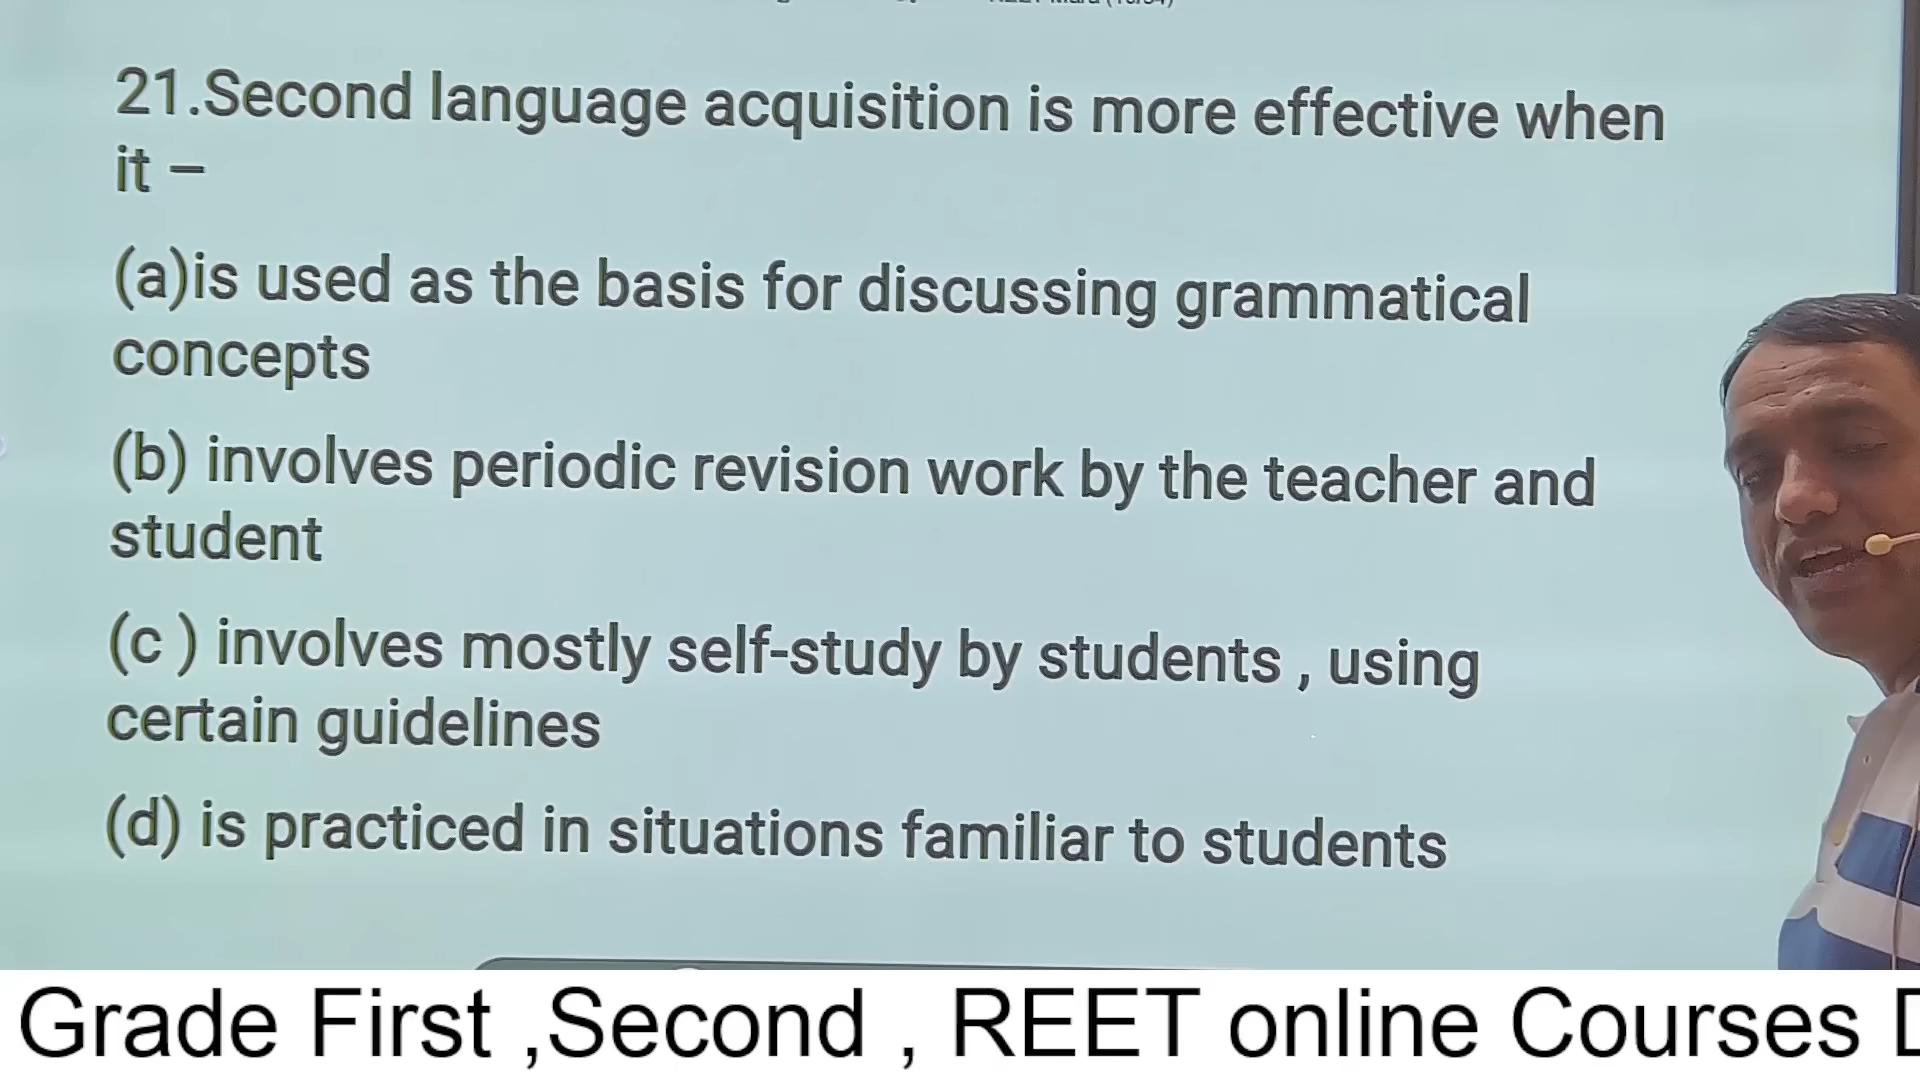 21.Second language acquisition is more effective when
it –
(a)is used as the basis for discussing grammatical
concepts
(b) involves periodic revision work by the teacher and
student
(c ) involves mostly self-study by students , using
certain guidelines
(d) is practiced in situations familiar to students
Grade First ,Second , REET online Courses